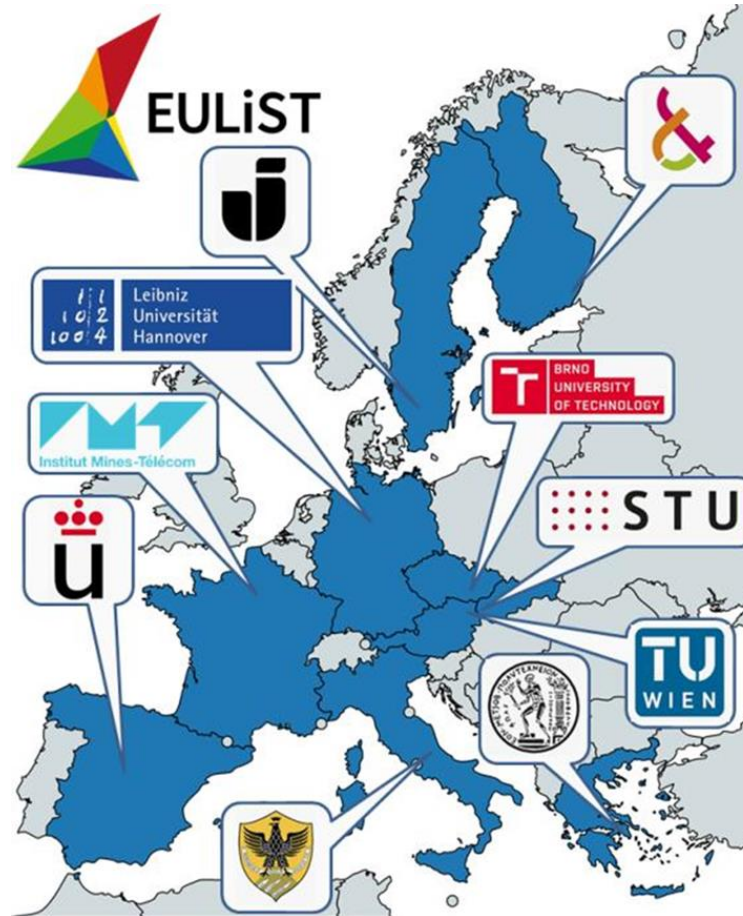 EULiST
Leibniz
Universität
Hannover
BRNO
UNIVERSITY
OF TECHNOLOGY
Institut Mines-Télécom
STU
u
TU
WIEN